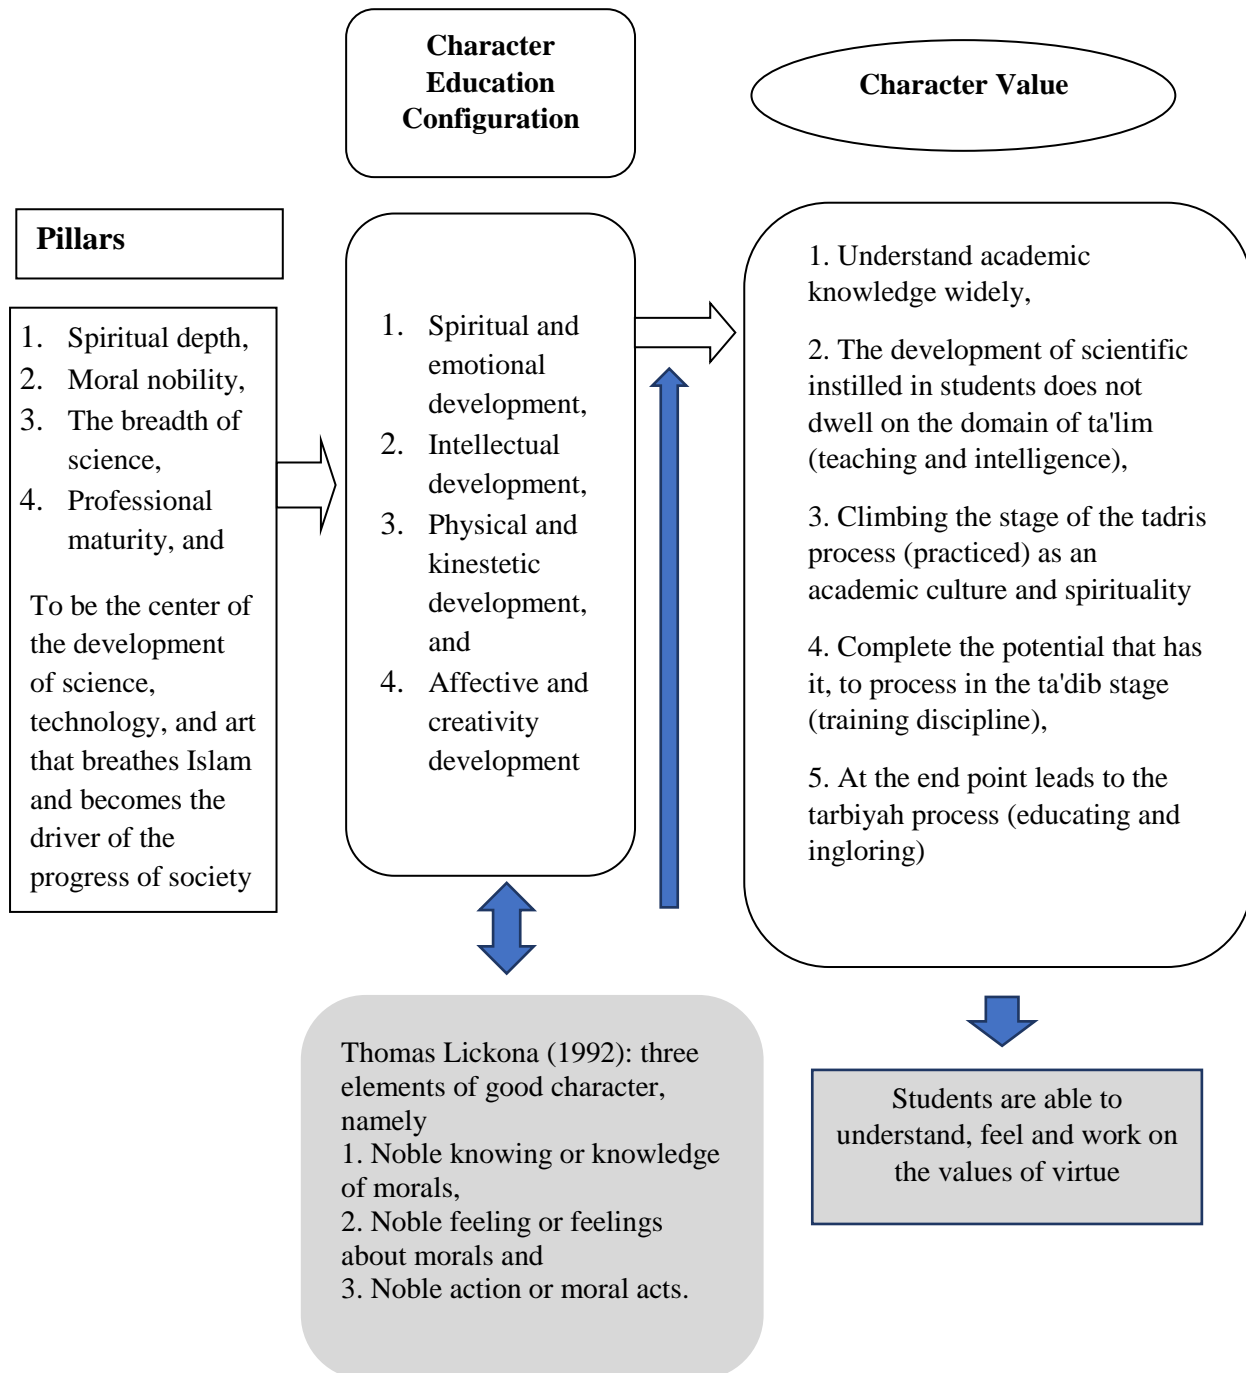 Character
Education
Configuration
Character Value
Pillars
1. Spiritual depth,
2. Moral nobility,
3. The breadth of
science,
4. Professional
maturity, and
To be the center of
the development
of science,
technology, and art
that breathes Islam
and becomes the
driver of the
progress of society
1. Spiritual and
emotional
development,
2. Intellectual
development,
3. Physical and
kinestetic
development,
and
4. Affective and
creativity
development
1. Understand academic
knowledge widely,
2. The development of scientific
instilled in students does not
dwell on the domain of ta'lim
(teaching and intelligence),
3. Climbing the stage of the tadris
process (practiced) as an
academic culture and spirituality
4. Complete the potential that has
it, to process in the ta'dib stage
(training discipline),
5. At the end point leads to the
tarbiyah process (educating and
ingloring)
Thomas Lickona (1992): three
elements of good character,
namely
1. Noble knowing or knowledge
of morals,
2. Noble feeling or feelings
about morals and
3. Noble action or moral acts.
Students are able to
understand, feel and work on
the values of virtue